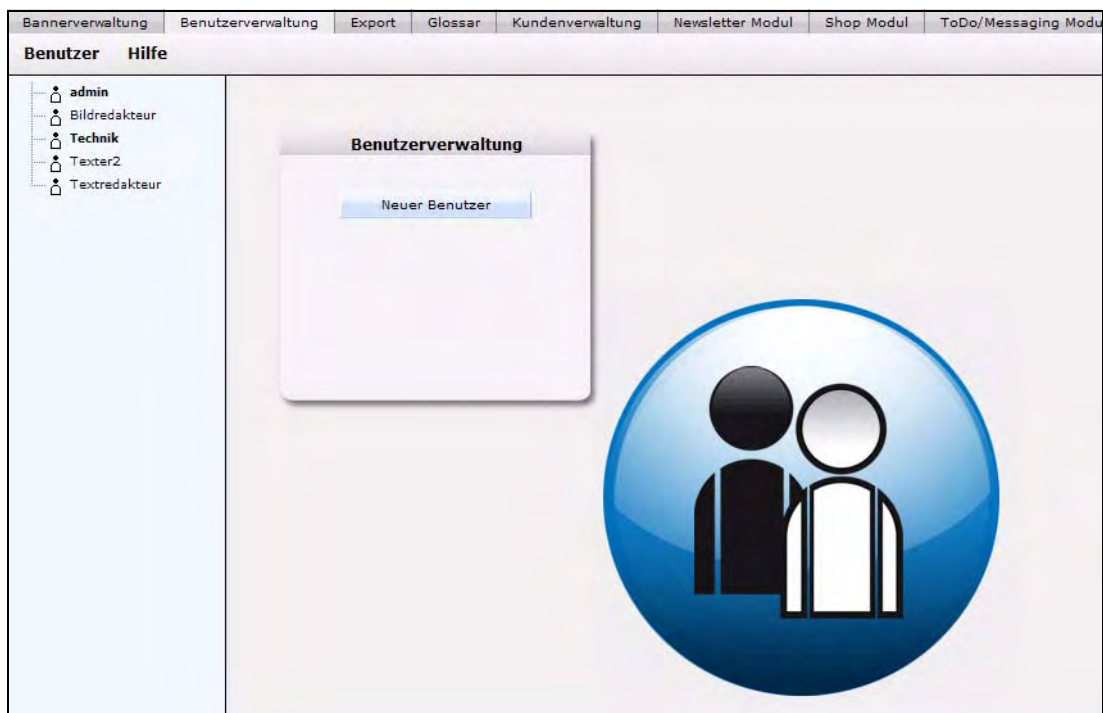 Bannerverwaltung Benutzerverwaltung Export Glossar Kundenverwaltung Newsletter Modul Shop Modul ToDo/Messaging Modu
Benutzer Hilfe
admin
Bildredakteur
Technik
Texter2
Textredakteur
Benutzerverwaltung
Neuer Benutzer